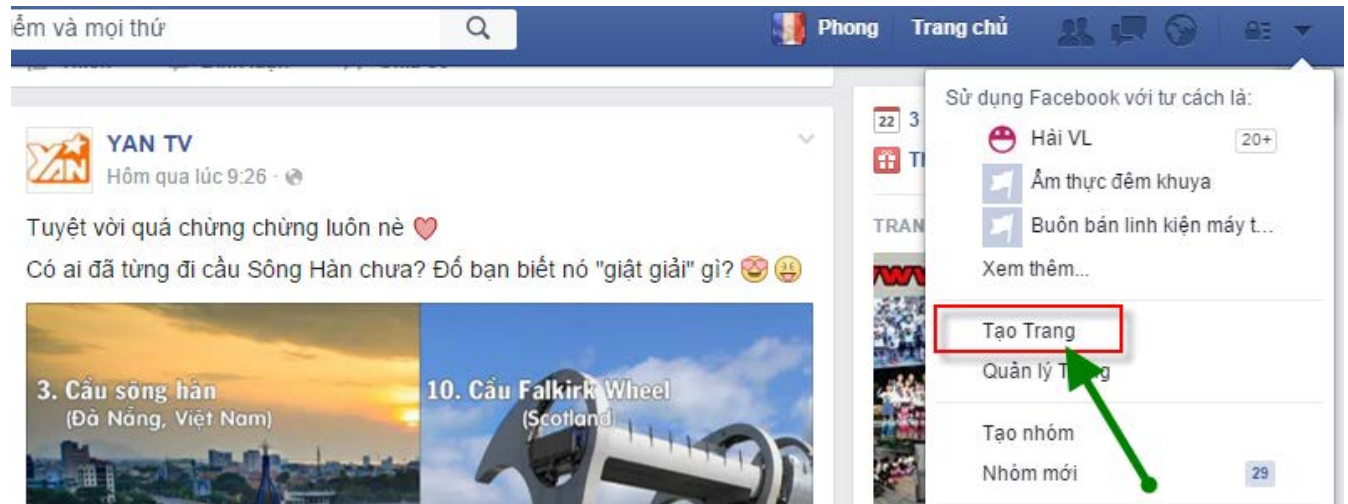 ểm và mọi thứ
Phong Trang chủ
YAN TV
YAN
Hôm qua lúc 9:26 ·
Tuyệt vời quá chừng chừng luôn nè
Có ai đã từng đi cầu Sông Hàn chưa? Đố bạn biết nó "giật giải" gì?
3. Cầu sông hàn
(Đà Nẵng, Việt Nam)
10. Cầu Falkirk Wheel
(Scotland)
22 3
TRAN
Sử dụng Facebook với tư cách là:
Hải VL 20+
Ẩm thực đêm khuya
Buôn bán linh kiện máy t...
Xem thêm...
Tạo Trang
Quản lý
Tạo nhóm
Nhóm mới 29